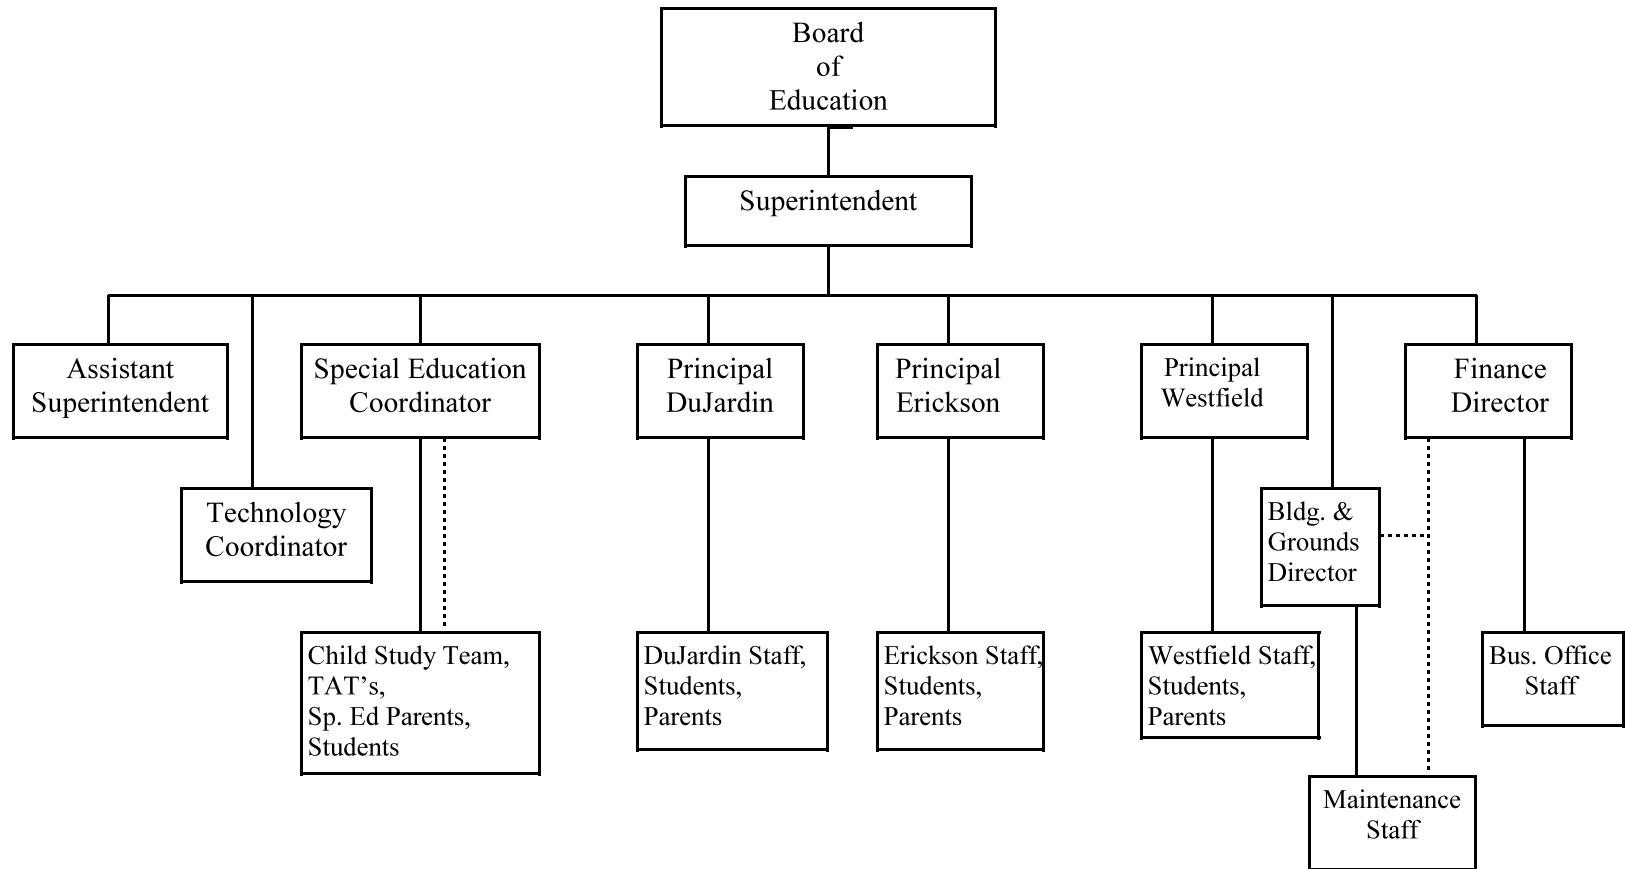 Board
of
Education
Superintendent
Assistant
Superintendent
Special Education
Coordinator
Principal
DuJardin
Principal
Erickson
Principal
Westfield
Finance
Director
Technology
Coordinator
Bldg. &
Grounds
Director
Child Study Team,
TAT’s,
Sp. Ed Parents,
Students
DuJardin Staff,
Students,
Parents
Erickson Staff,
Students,
Parents
Westfield Staff,
Students,
Parents
Bus. Office
Staff
Maintenance
Staff